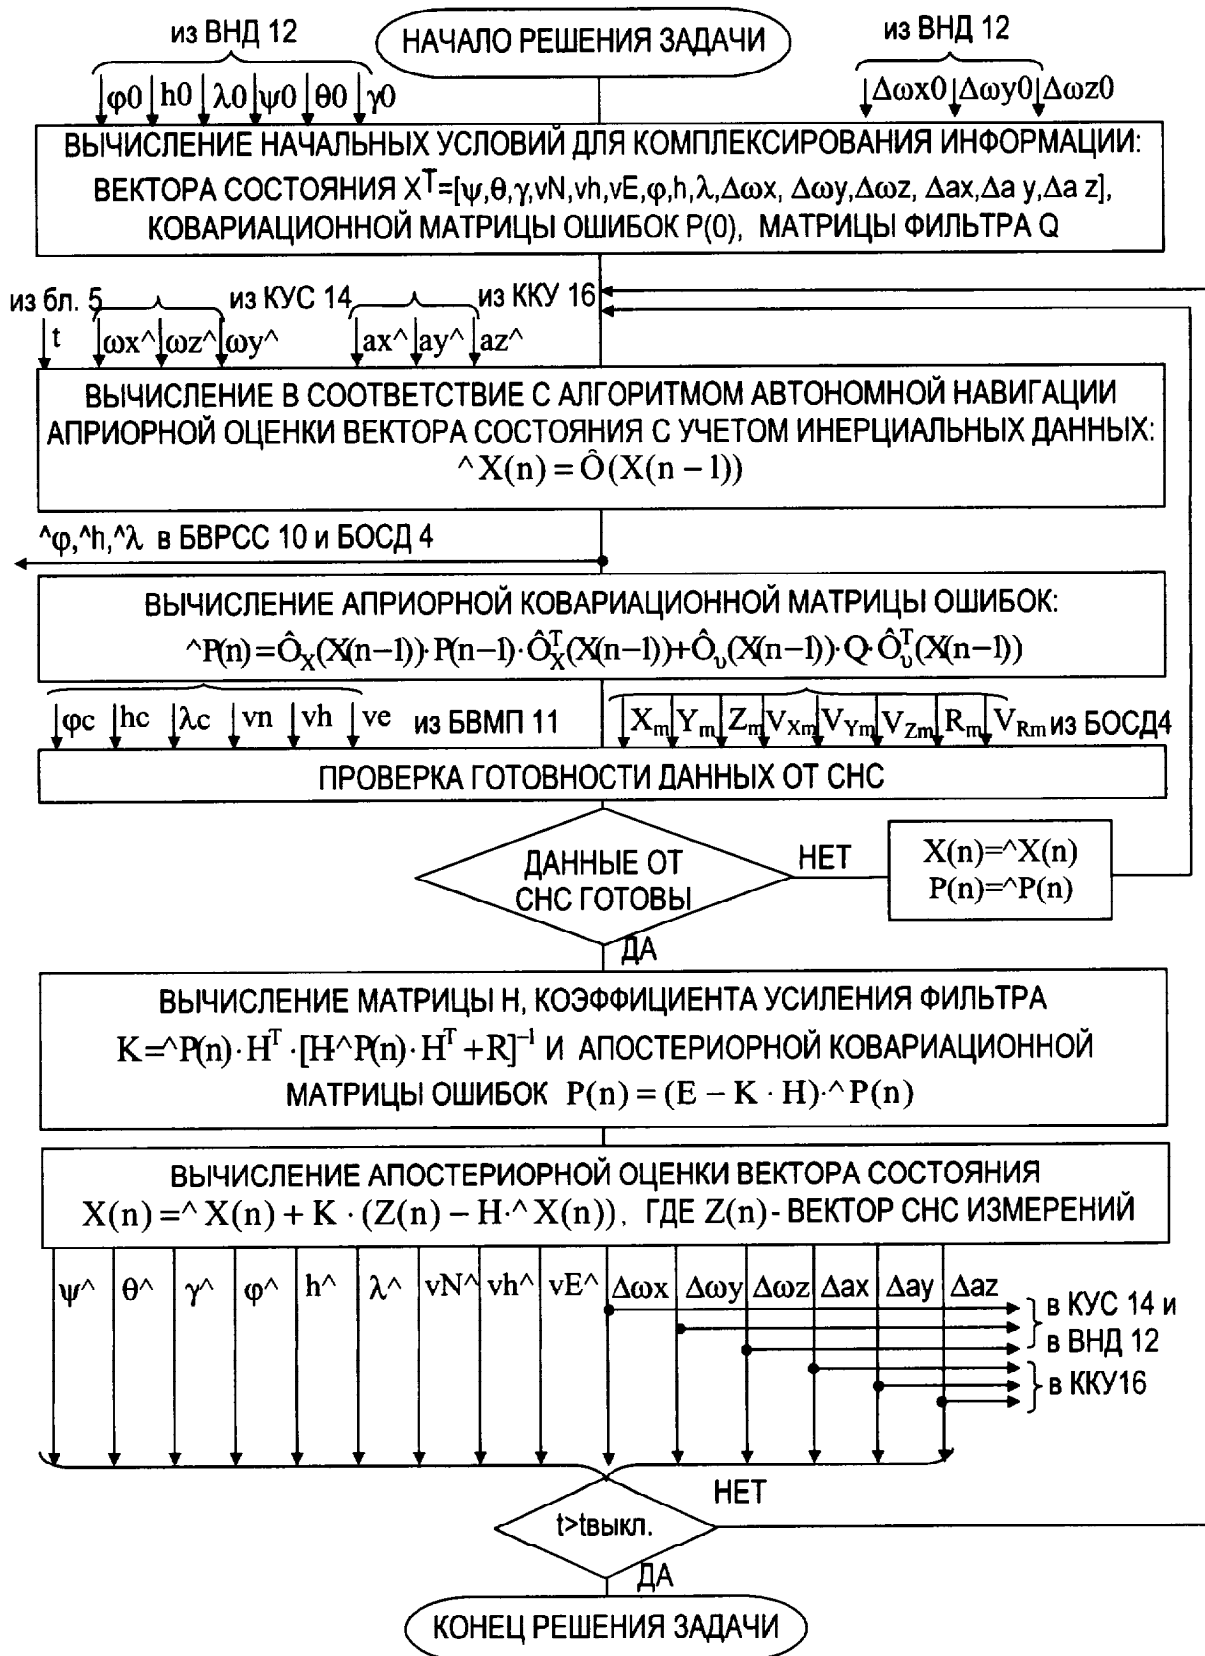 из ВНД 12
НАЧАЛО РЕШЕНИЯ ЗАДАЧИ
из ВНД 12
φ0 h0 λ0 ψ0 θ0 γ0
Δωx0 Δωy0 Δωz0
ВЫЧИСЛЕНИЕ НАЧАЛЬНЫХ УСЛОВИЙ ДЛЯ КОМПЛЕКСИРОВАНИЯ ИНФОРМАЦИИ:
ВЕКТОРА СОСТОЯНИЯ X^T=[ψ,θ,γ,vN,vh,vE,φ,h,λ,Δωx, Δωy,Δωz, Δax,Δa y,Δa z],
КОВАРИАЦИОННОЙ МАТРИЦЫ ОШИБОК P(0), МАТРИЦЫ ФИЛЬТРА Q
из бл. 5 из КУС 14 из ККУ 16
t ωx^ ωz^ ωy^ ax^ ay^ az^
ВЫЧИСЛЕНИЕ В СООТВЕТСТВИЕ С АЛГОРИТМОМ АВТОНОМНОЙ НАВИГАЦИИ
АПРИОРНОЙ ОЦЕНКИ ВЕКТОРА СОСТОЯНИЯ С УЧЕТОМ ИНЕРЦИАЛЬНЫХ ДАННЫХ:
^X(n) = Ô(X(n − 1))
^φ,^h,^λ в БВРСС 10 и БОСД 4
ВЫЧИСЛЕНИЕ АПРИОРНОЙ КОВАРИАЦИОННОЙ МАТРИЦЫ ОШИБОК:
^P(n)=Ô_X(X(n−1))·P(n−1)·Ô_X^T(X(n−1))+Ô_υ(X(n−1))·Q·Ô_υ^T(X(n−1))
φc hc λc vn vh ve из БВМП 11
X_m Y_m Z_m V_Xm V_Ym V_Zm R_m V_Rm из БОСД4
ПРОВЕРКА ГОТОВНОСТИ ДАННЫХ ОТ СНС
ДАННЫЕ ОТ
СНС ГОТОВЫ
НЕТ
X(n)=^X(n)
P(n)=^P(n)
ДА
ВЫЧИСЛЕНИЕ МАТРИЦЫ H, КОЭФФИЦИЕНТА УСИЛЕНИЯ ФИЛЬТРА
K=^P(n)·H^T·[H·^P(n)·H^T+R]^−1 И АПОСТЕРИОРНОЙ КОВАРИАЦИОННОЙ
МАТРИЦЫ ОШИБОК P(n) = (E − K · H)·^P(n)
ВЫЧИСЛЕНИЕ АПОСТЕРИОРНОЙ ОЦЕНКИ ВЕКТОРА СОСТОЯНИЯ
X(n) =^X(n) + K · (Z(n) − H·^X(n)), ГДЕ Z(n)- ВЕКТОР СНС ИЗМЕРЕНИЙ
ψ^ θ^ γ^ φ^ h^ λ^ vN^ vh^ vE^ Δωx Δωy Δωz Δax Δay Δaz
в КУС 14 и
в ВНД 12
в ККУ16
НЕТ
t>tвыкл.
ДА
КОНЕЦ РЕШЕНИЯ ЗАДАЧИ